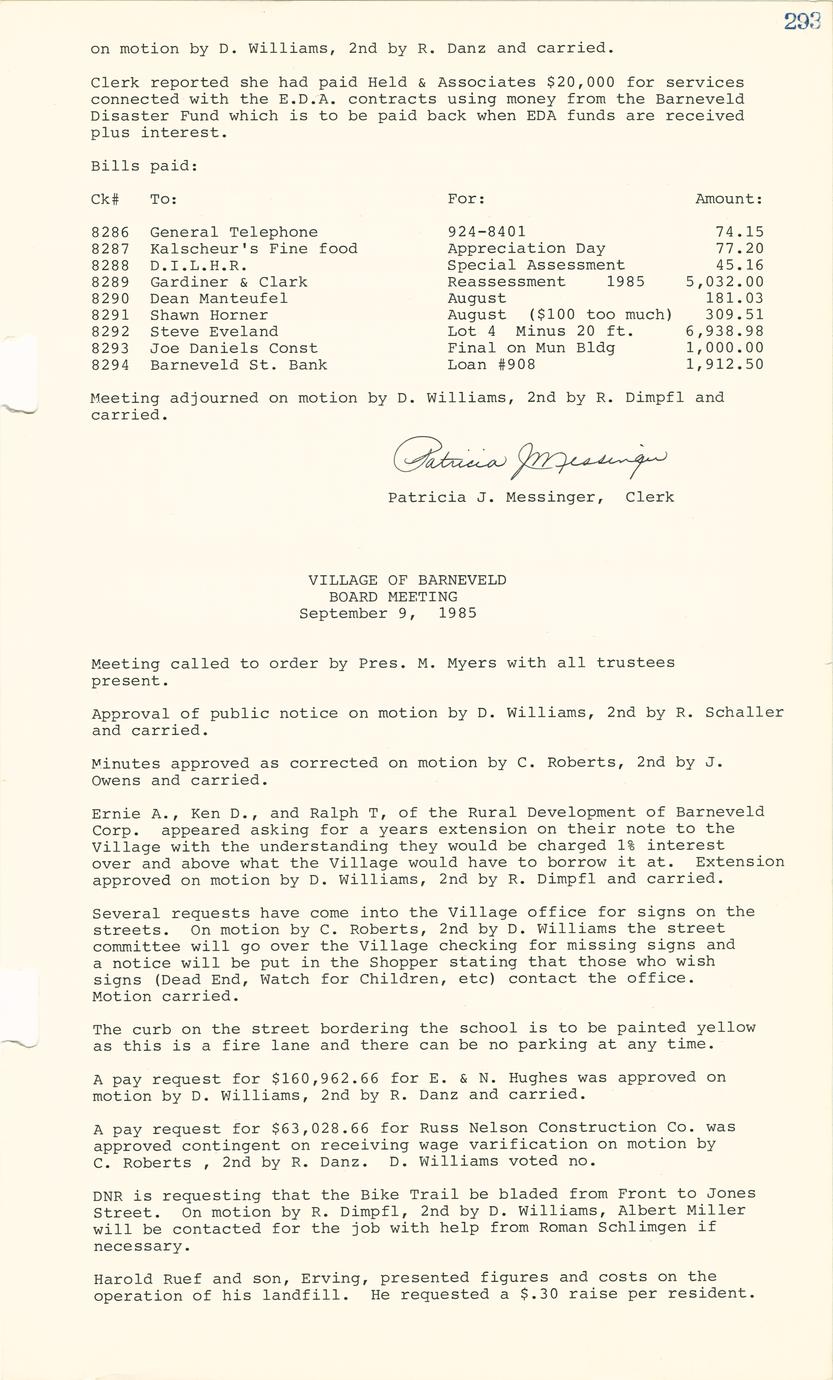 293
on motion by D. Williams, 2nd by R. Danz and carried.
Clerk reported she had paid Held & Associates $20,000 for services
connected with the E.D.A. contracts using money from the Barneveld
Disaster Fund which is to be paid back when EDA funds are received
plus interest.
Bills paid:
Ck# To: For: Amount:
8286 General Telephone 924-8401 74.15
8287 Kalscheur's Fine food Appreciation Day 77.20
8288 D.I.L.H.R. Special Assessment 45.16
8289 Gardiner & Clark Reassessment 1985 5,032.00
8290 Dean Manteufel August 181.03
8291 Shawn Horner August ($100 too much) 309.51
8292 Steve Eveland Lot 4 Minus 20 ft. 6,938.98
8293 Joe Daniels Const Final on Mun Bldg 1,000.00
8294 Barneveld St. Bank Loan #908 1,912.50
Meeting adjourned on motion by D. Williams, 2nd by R. Dimpfl and
carried.
Patricia J Messinger
Patricia J. Messinger, Clerk
VILLAGE OF BARNEVELD
BOARD MEETING
September 9, 1985
Meeting called to order by Pres. M. Myers with all trustees
present.
Approval of public notice on motion by D. Williams, 2nd by R. Schaller
and carried.
Minutes approved as corrected on motion by C. Roberts, 2nd by J.
Owens and carried.
Ernie A., Ken D., and Ralph T, of the Rural Development of Barneveld
Corp. appeared asking for a years extension on their note to the
Village with the understanding they would be charged 1% interest
over and above what the Village would have to borrow it at. Extension
approved on motion by D. Williams, 2nd by R. Dimpfl and carried.
Several requests have come into the Village office for signs on the
streets. On motion by C. Roberts, 2nd by D. Williams the street
committee will go over the Village checking for missing signs and
a notice will be put in the Shopper stating that those who wish
signs (Dead End, Watch for Children, etc) contact the office.
Motion carried.
The curb on the street bordering the school is to be painted yellow
as this is a fire lane and there can be no parking at any time.
A pay request for $160,962.66 for E. & N. Hughes was approved on
motion by D. Williams, 2nd by R. Danz and carried.
A pay request for $63,028.66 for Russ Nelson Construction Co. was
approved contingent on receiving wage varification on motion by
C. Roberts , 2nd by R. Danz. D. Williams voted no.
DNR is requesting that the Bike Trail be bladed from Front to Jones
Street. On motion by R. Dimpfl, 2nd by D. Williams, Albert Miller
will be contacted for the job with help from Roman Schlimgen if
necessary.
Harold Ruef and son, Erving, presented figures and costs on the
operation of his landfill. He requested a $.30 raise per resident.